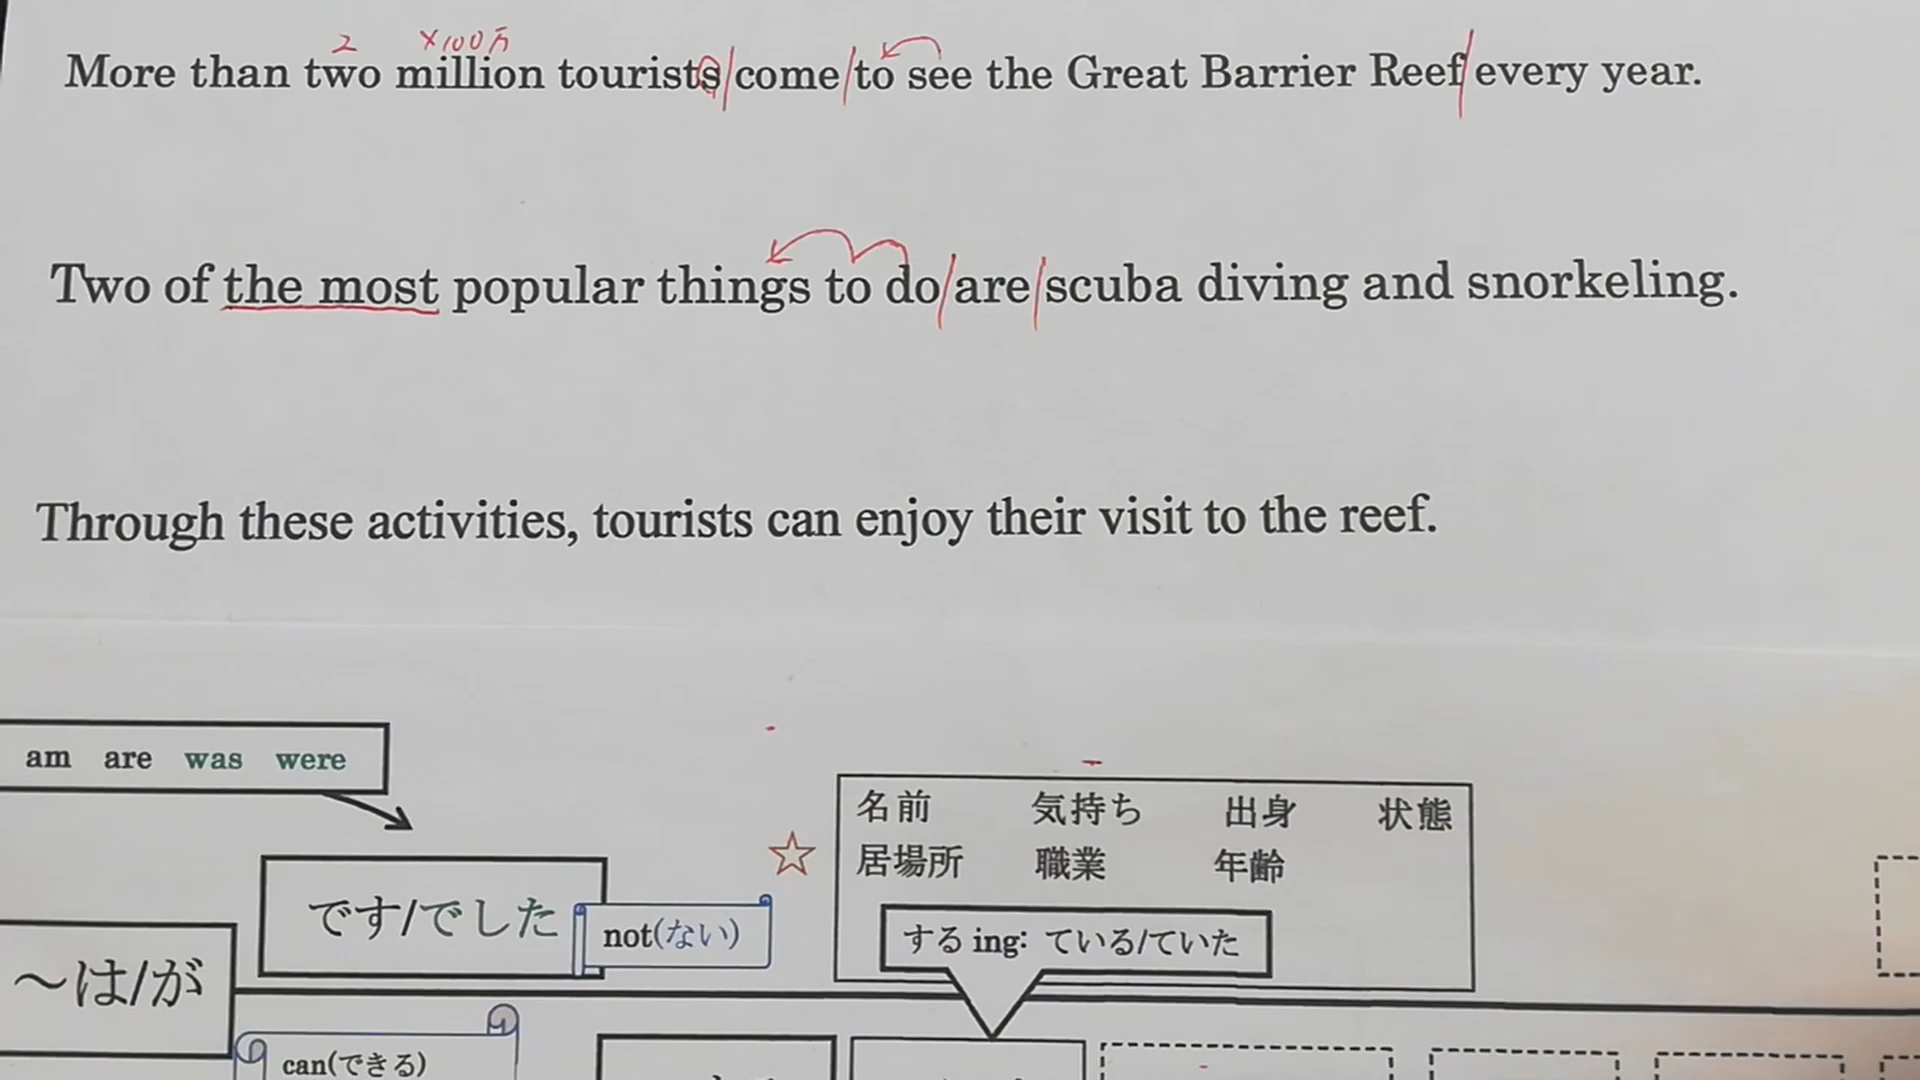 2 ×100万
More than two million tourists/come/to see the Great Barrier Reef/every year.
Two of the most popular things to do/are/scuba diving and snorkeling.
Through these activities, tourists can enjoy their visit to the reef.
am are was were
名前 気持ち 出身 状態
居場所 職業 年齢
です/でした
not(ない)
する ing: ている/ていた
～は/が
can(できる)